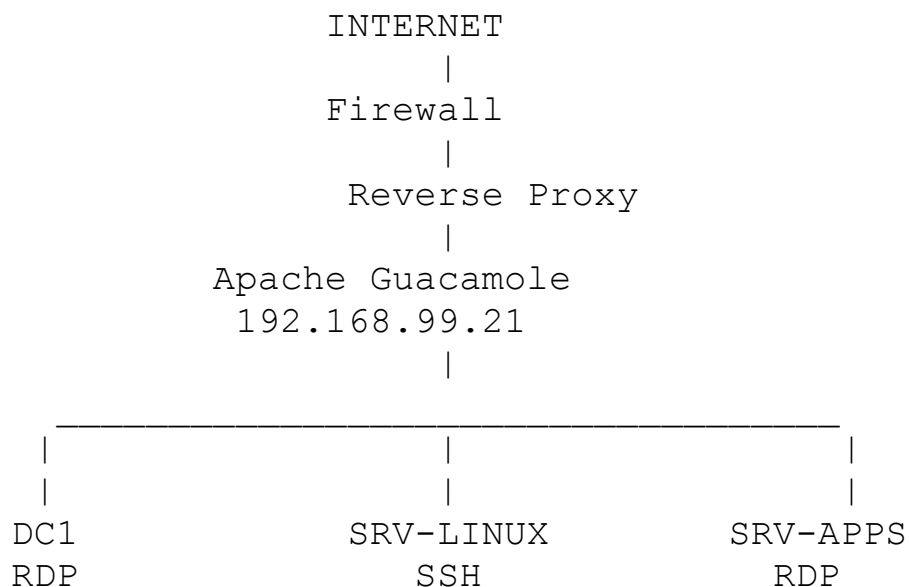 INTERNET
Firewall
Reverse Proxy
Apache Guacamole
192.168.99.21
DC1 SRV-LINUX SRV-APPS
RDP SSH RDP